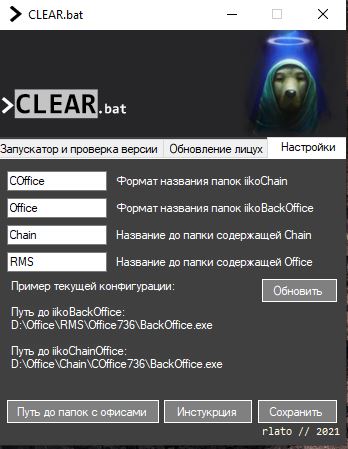 CLEAR.bat
>CLEAR.bat
Запускатор и проверка версии
Обновление лицух
Настройки
COffice
Формат названия папок iikoChain
Office
Формат названия папок iikoBackOffice
Chain
Название до папки содержащей Chain
RMS
Название до папки содержащей Office
Пример текущей конфигурации:
Обновить
Путь до iikoBackOffice:
D:\Office\RMS\Office736\BackOffice.exe
Путь до iikoChainOffice:
D:\Office\Chain\COffice736\BackOffice.exe
Путь до папок с офисами
Инстукрция
Сохранить
rlato // 2021